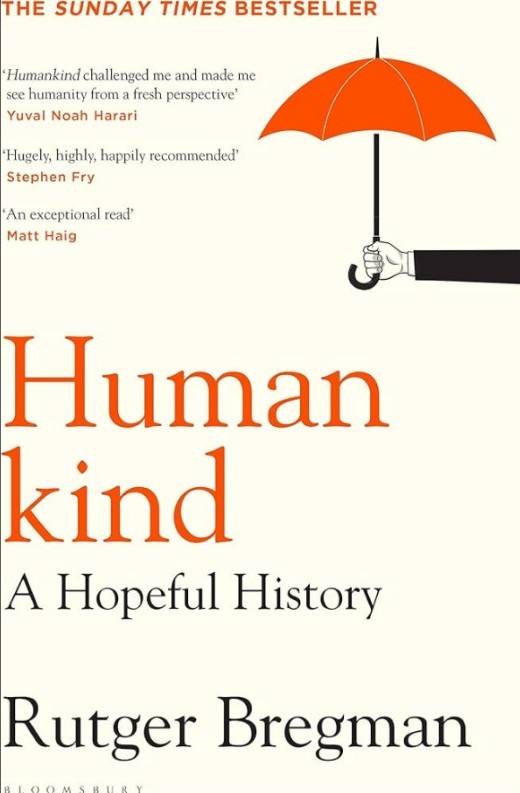 THE SUNDAY TIMES BESTSELLER
‘Humankind challenged me and made me
see humanity from a fresh perspective’
Yuval Noah Harari
‘Hugely, highly, happily recommended’
Stephen Fry
‘An exceptional read’
Matt Haig
Human
kind
A Hopeful History
Rutger Bregman
BLOOMSBURY